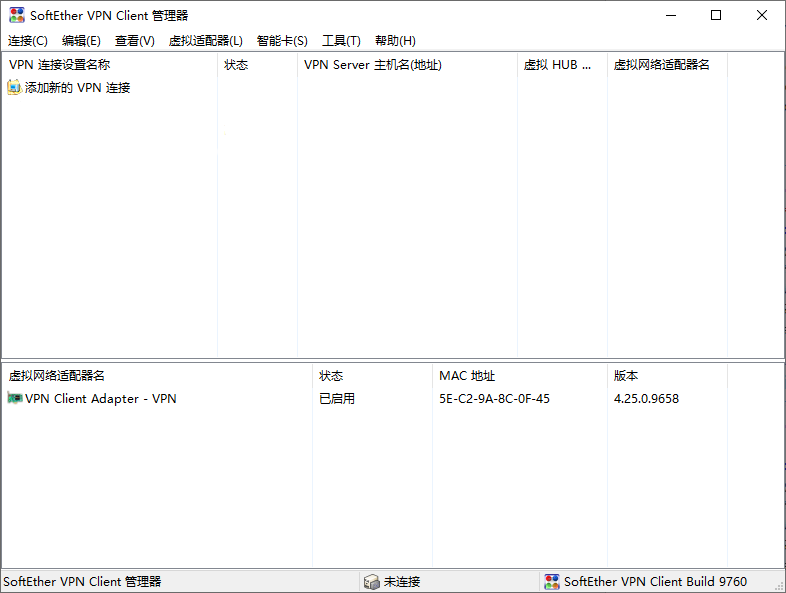 SoftEther VPN Client 管理器
连接(C) 编辑(E) 查看(V) 虚拟适配器(L) 智能卡(S) 工具(T) 帮助(H)
VPN 连接设置名称 状态 VPN Server 主机名(地址) 虚拟 HUB ... 虚拟网络适配器名
添加新的 VPN 连接
虚拟网络适配器名 状态 MAC 地址 版本
VPN Client Adapter - VPN 已启用 5E-C2-9A-8C-0F-45 4.25.0.9658
SoftEther VPN Client 管理器 未连接 SoftEther VPN Client Build 9760